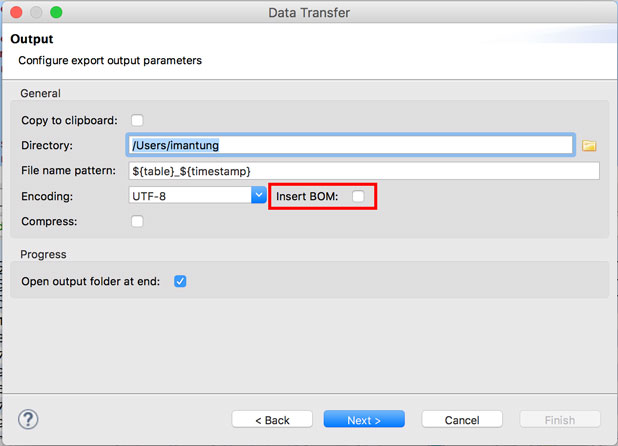 Data Transfer
Output
Configure export output parameters
General
Copy to clipboard:
Directory: /Users/imantung
File name pattern: ${table}_${timestamp}
Encoding: UTF-8 Insert BOM:
Compress:
Progress
Open output folder at end:
? < Back Next > Cancel Finish